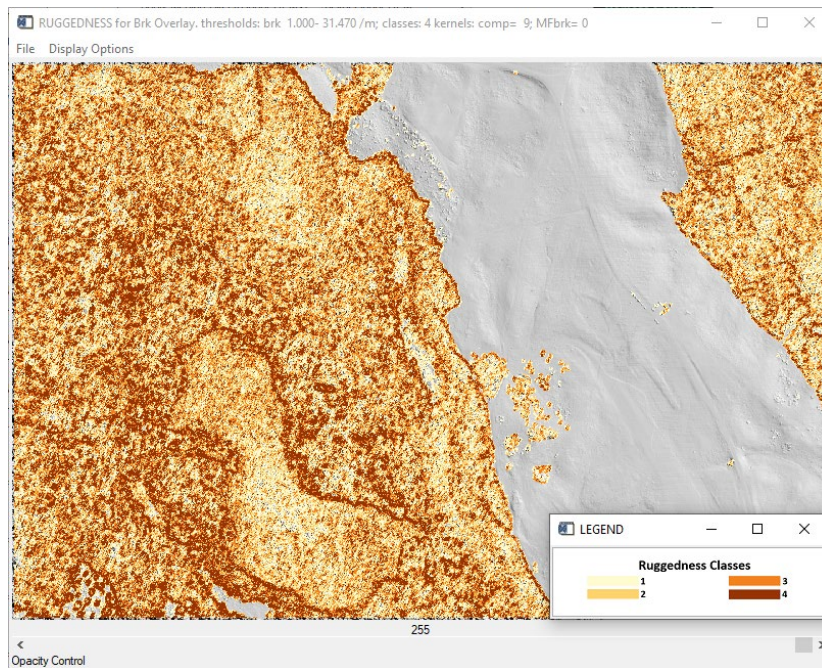 RUGGEDNESS for Brk Overlay. thresholds: brk 1.000- 31.470 /m; classes: 4 kernels: comp= 9; MFbrk= 0
File Display Options
LEGEND
Ruggedness Classes
1 3
2 4
255
Opacity Control